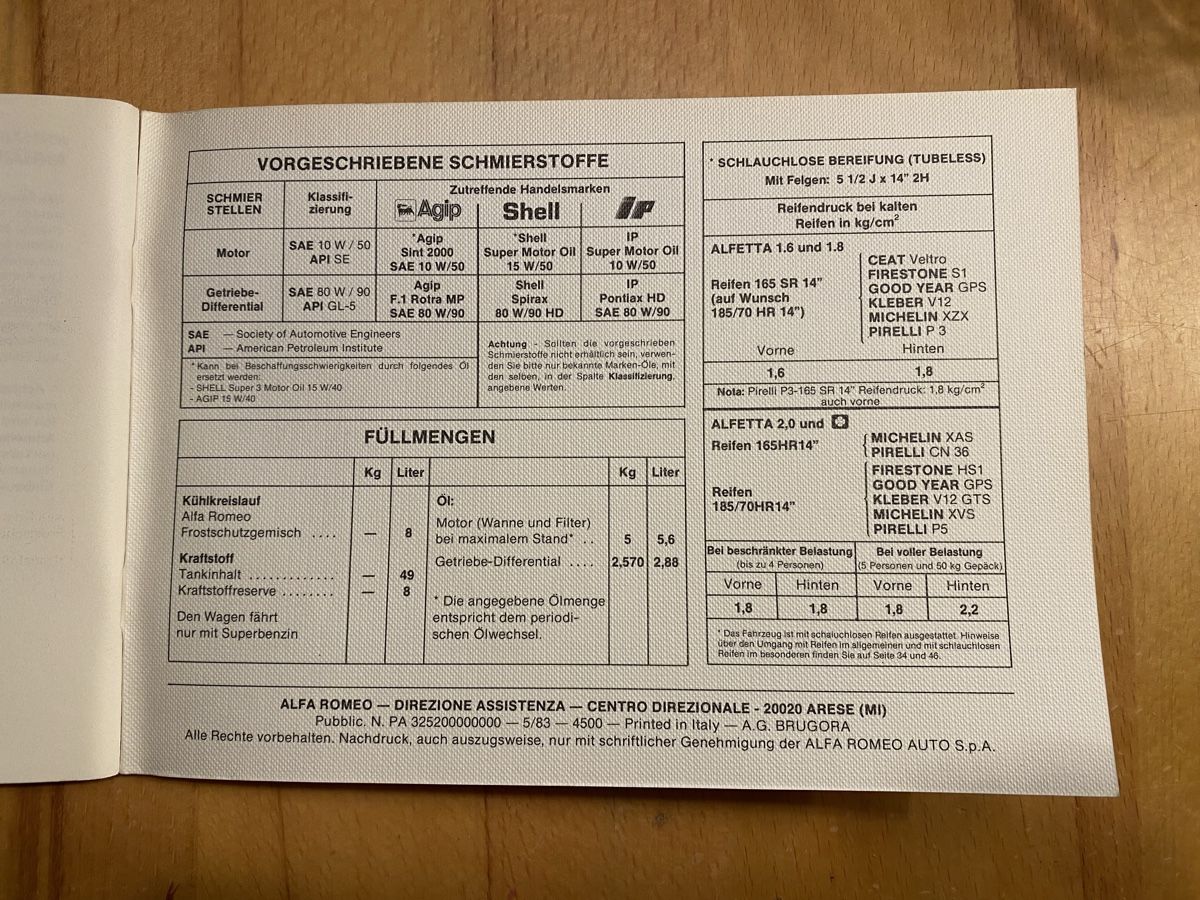 VORGESCHRIEBENE SCHMIERSTOFFE
SCHMIER STELLEN
Klassifi-zierung
Zutreffende Handelsmarken
Agip
Shell
IP
Motor
SAE 10 W / 50
API SE
*Agip
Sint 2000
SAE 10 W/50
*Shell
Super Motor Oil
15 W/50
IP
Super Motor Oil
10 W/50
Getriebe-
Differential
SAE 80 W / 90
API GL-5
Agip
F.1 Rotra MP
SAE 80 W/90
Shell
Spirax
80 W/90 HD
IP
Pontiax HD
SAE 80 W/90
SAE — Society of Automotive Engineers
API — American Petroleum Institute
* Kann bei Beschaffungsschwierigkeiten durch folgendes Öl
ersetzt werden:
- SHELL Super 3 Motor Oil 15 W/40
- AGIP 15 W/40
Achtung - Sollten die vorgeschriebenen
Schmierstoffe nicht erhältlich sein, verwen-
den Sie bitte nur bekannte Marken-Öle, mit
den selben, in der Spalte Klassifizierung,
angebene Werten.
FÜLLMENGEN
Kg Liter
Kühlkreislauf
Alfa Romeo
Frostschutzgemisch .... — 8
Kraftstoff
Tankinhalt ............. — 49
Kraftstoffreserve ........ — 8
Den Wagen fährt
nur mit Superbenzin
Kg Liter
Öl:
Motor (Wanne und Filter)
bei maximalem Stand* .. 5 5,6
Getriebe-Differential .... 2,570 2,88
* Die angegebene Ölmenge
entspricht dem periodi-
schen Ölwechsel.
* SCHLAUCHLOSE BEREIFUNG (TUBELESS)
Mit Felgen: 5 1/2 J x 14” 2H
Reifendruck bei kalten
Reifen in kg/cm²
ALFETTA 1.6 und 1.8
Reifen 165 SR 14”
(auf Wunsch
185/70 HR 14”)
CEAT Veltro
FIRESTONE S1
GOOD YEAR GPS
KLEBER V12
MICHELIN XZX
PIRELLI P 3
Vorne Hinten
1,6 1,8
Nota: Pirelli P3-165 SR 14” Reifendruck: 1,8 kg/cm²
auch vorne
ALFETTA 2,0 und
Reifen 165HR14”
MICHELIN XAS
PIRELLI CN 36
Reifen
185/70HR14”
FIRESTONE HS1
GOOD YEAR GPS
KLEBER V12 GTS
MICHELIN XVS
PIRELLI P5
Bei beschränkter Belastung
(bis zu 4 Personen)
Bei voller Belastung
(5 Personen und 50 kg Gepäck)
Vorne Hinten Vorne Hinten
1,8 1,8 1,8 2,2
* Das Fahrzeug ist mit schaluchlosen Reifen ausgestattet. Hinweise
über den Umgang mit Reifen im allgemeinen und mit schlauchlosen
Reifen im besonderen finden Sie auf Seite 34 und 46.
ALFA ROMEO — DIREZIONE ASSISTENZA — CENTRO DIREZIONALE - 20020 ARESE (MI)
Pubblic. N. PA 325200000000 — 5/83 — 4500 — Printed in Italy — A.G. BRUGORA
Alle Rechte vorbehalten. Nachdruck, auch auszugsweise, nur mit schriftlicher Genehmigung der ALFA ROMEO AUTO S.p.A.